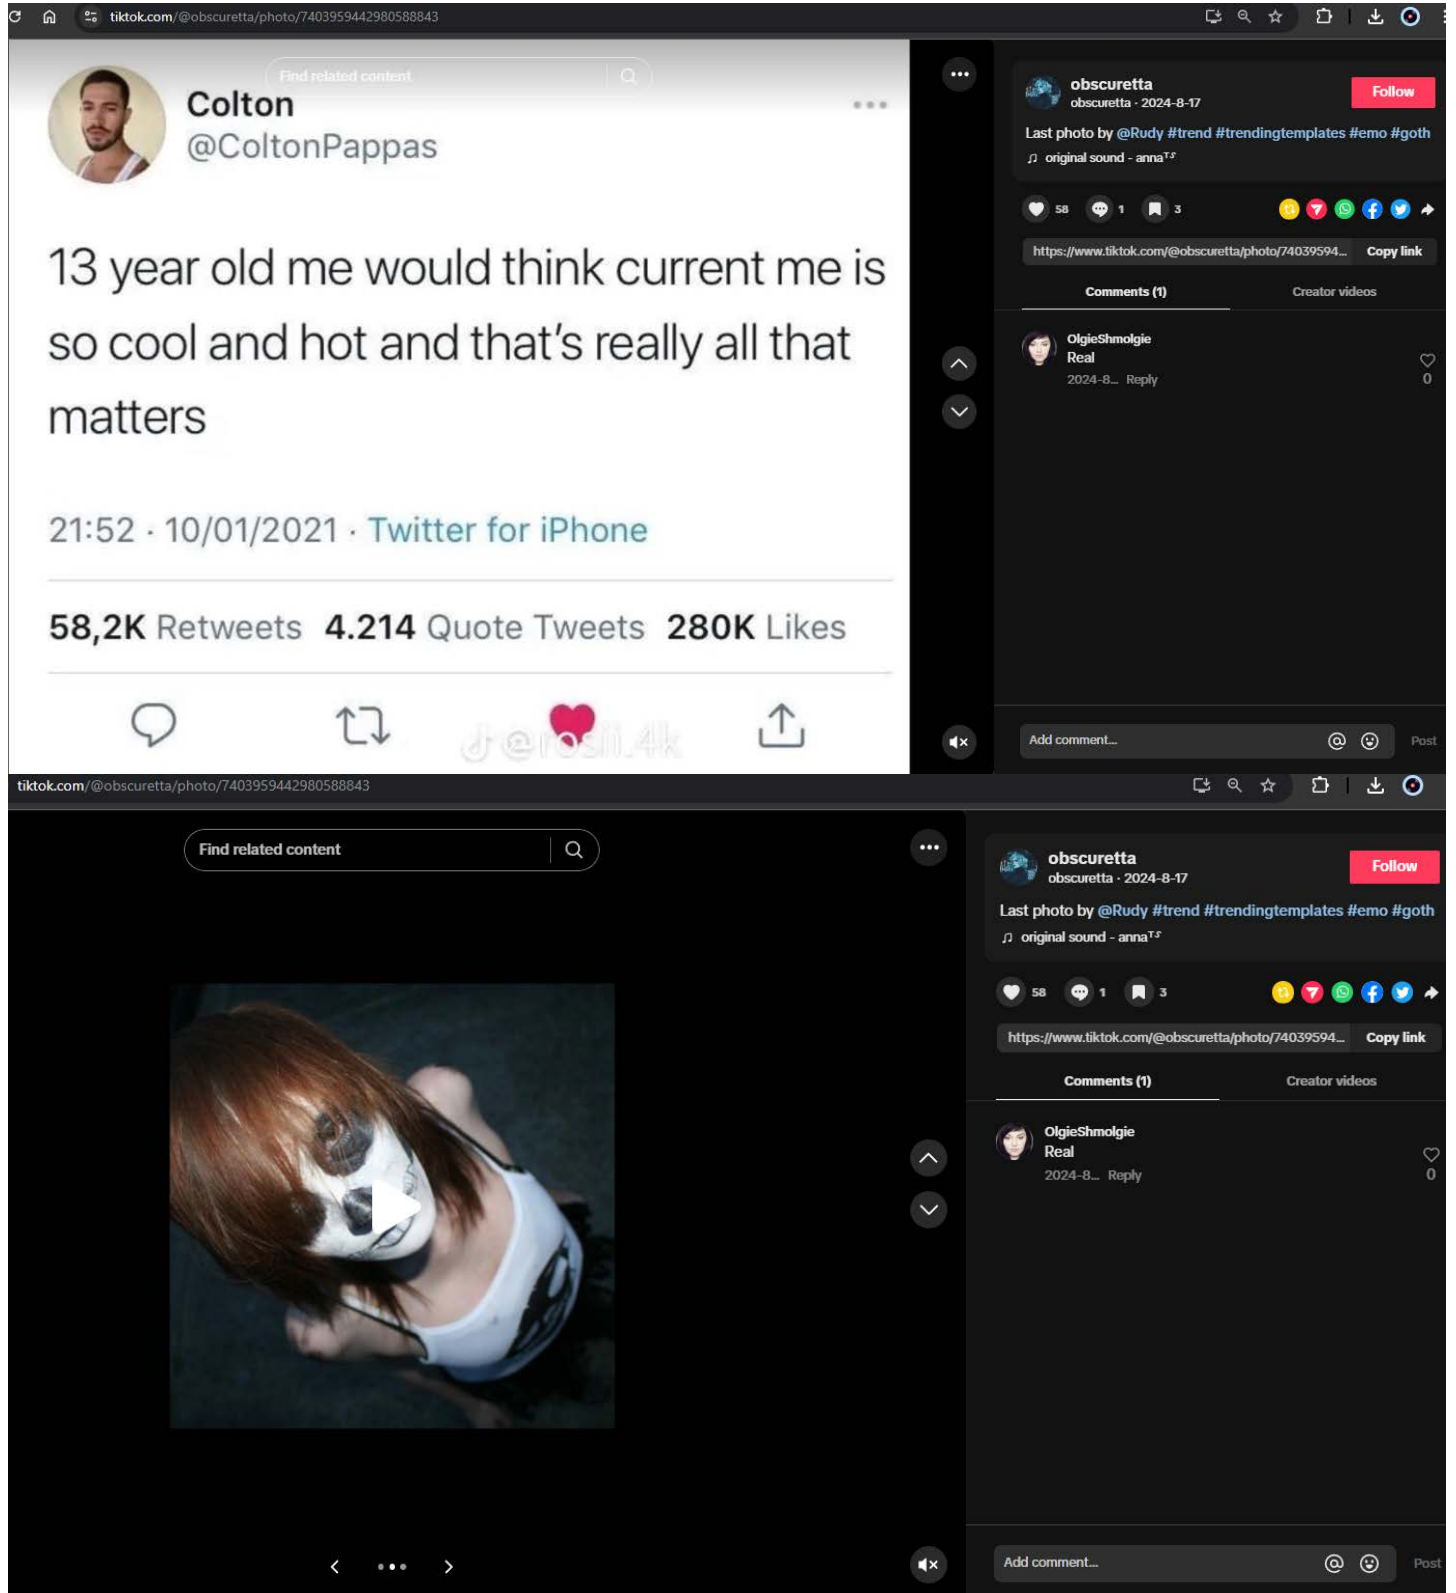 tiktok.com/@obscuretta/photo/7403959442980588843
Find related content
Colton
@ColtonPappas
13 year old me would think current me is
so cool and hot and that's really all that
matters
21:52 · 10/01/2021 · Twitter for iPhone
58,2K Retweets 4.214 Quote Tweets 280K Likes
@rosii.4k
obscuretta
obscuretta · 2024-8-17
Follow
Last photo by @Rudy #trend #trendingtemplates #emo #goth
original sound - annaᵀˢ
58 1 3
https://www.tiktok.com/@obscuretta/photo/74039594... Copy link
Comments (1) Creator videos
OlgieShmolgie
Real
2024-8... Reply
0
Add comment... Post
tiktok.com/@obscuretta/photo/7403959442980588843
Find related content
obscuretta
obscuretta · 2024-8-17
Follow
Last photo by @Rudy #trend #trendingtemplates #emo #goth
original sound - annaᵀˢ
58 1 3
https://www.tiktok.com/@obscuretta/photo/74039594... Copy link
Comments (1) Creator videos
OlgieShmolgie
Real
2024-8... Reply
0
Add comment... Post